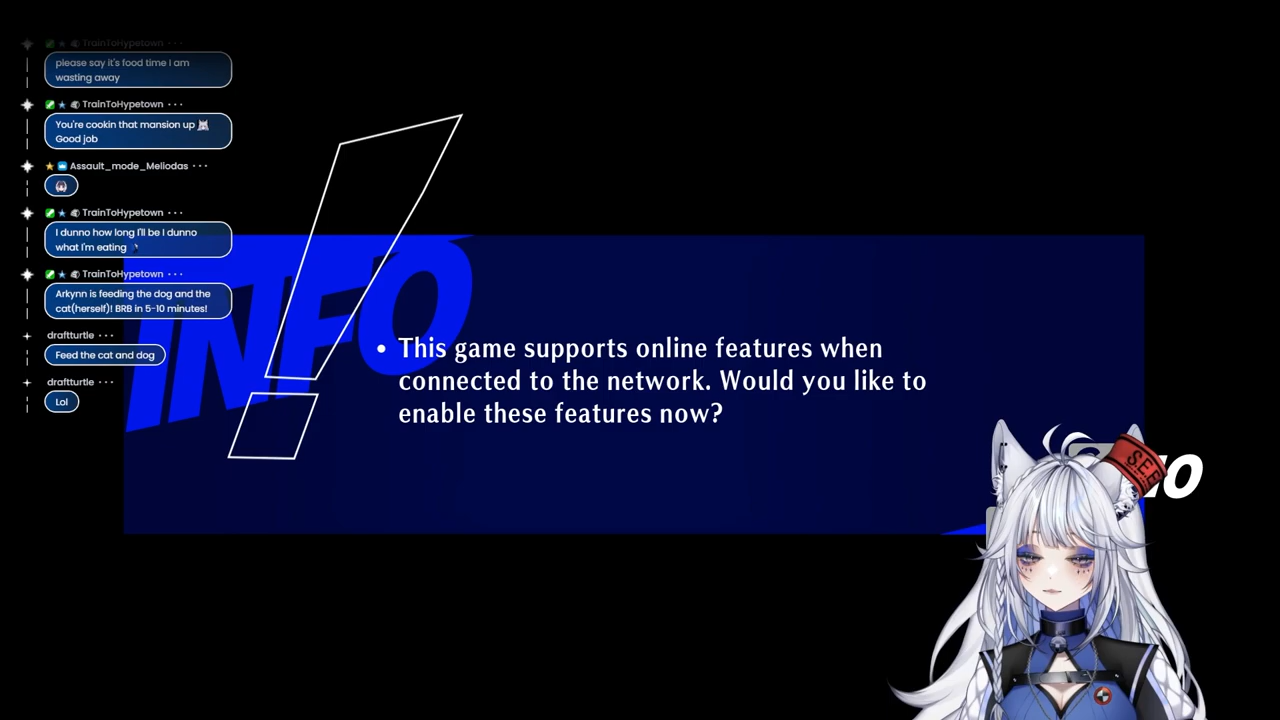 TrainToHypetown
please say it's food time I am
wasting away
TrainToHypetown
You're cookin that mansion up
Good job
Assault_mode_Meliodas
TrainToHypetown
I dunno how long I'll be I dunno
what I'm eating
TrainToHypetown
Arkynn is feeding the dog and the
cat(herself)! BRB in 5-10 minutes!
draftturtle
Feed the cat and dog
draftturtle
Lol
INFO
This game supports online features when
connected to the network. Would you like to
enable these features now?
S.E.E